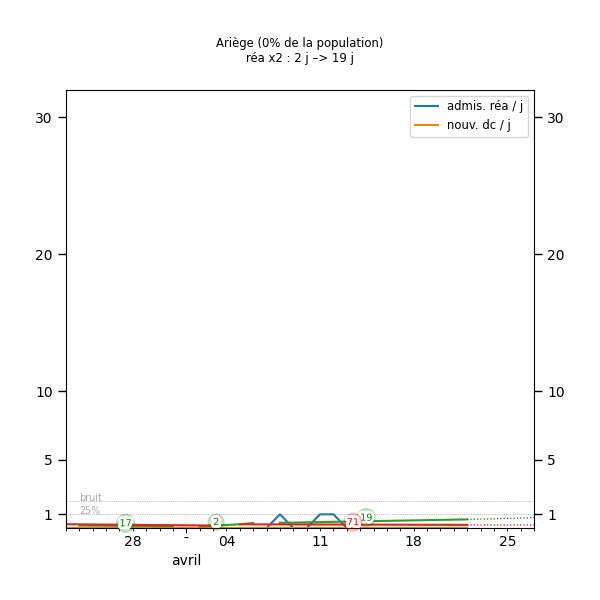 Ariège (0% de la population)
réa x2 : 2 j –> 19 j
admis. réa / j
nouv. dc / j
30 30
20 20
10 10
5 5
bruit
25%
1 1
17 2 71 19
28 - 04 11 18 25
avril